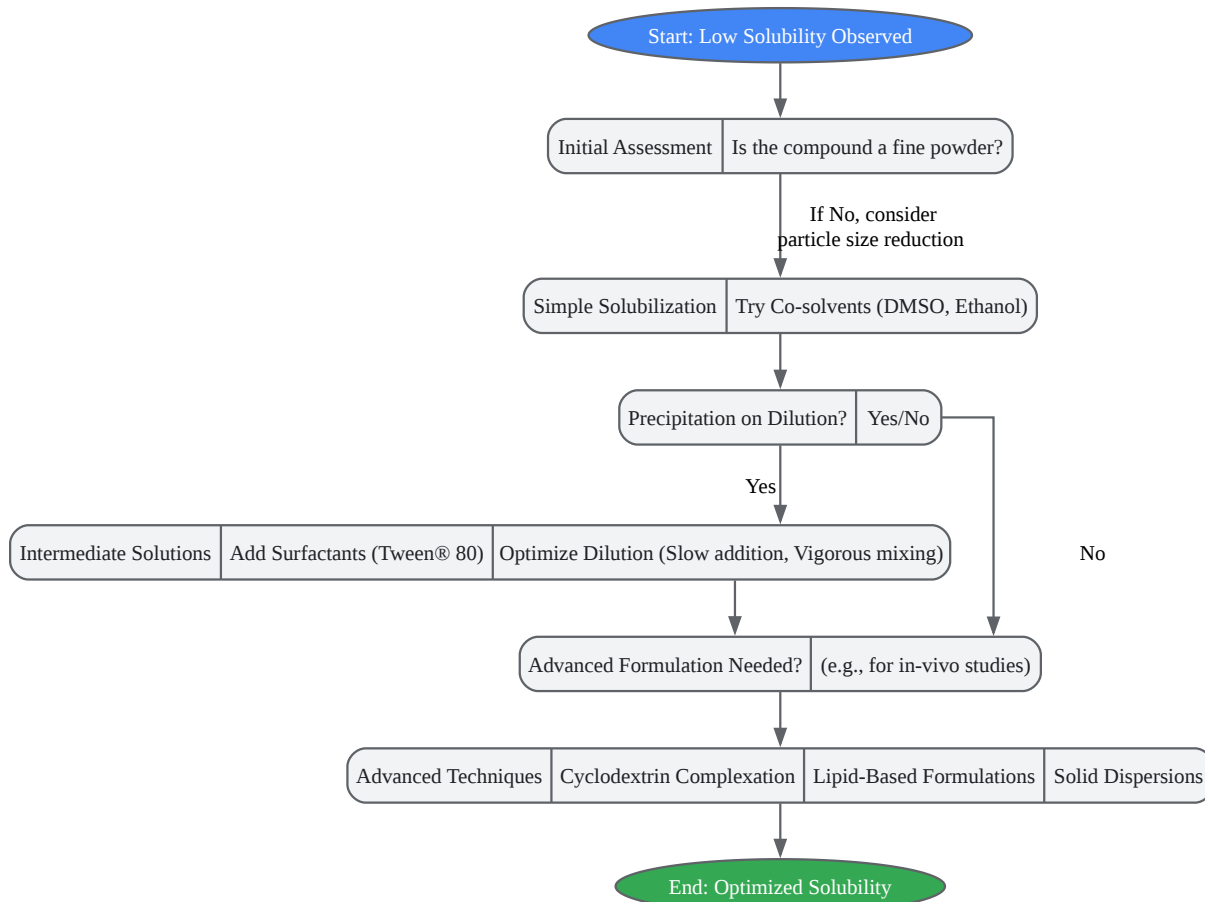 Start: Low Solubility Observed
Initial Assessment
Is the compound a fine powder?
If No, consider
particle size reduction
Simple Solubilization
Try Co-solvents (DMSO, Ethanol)
Precipitation on Dilution?
Yes/No
Yes
Intermediate Solutions
Add Surfactants (Tween® 80)
Optimize Dilution (Slow addition, Vigorous mixing)
No
Advanced Formulation Needed?
(e.g., for in-vivo studies)
Advanced Techniques
Cyclodextrin Complexation
Lipid-Based Formulations
Solid Dispersions
End: Optimized Solubility